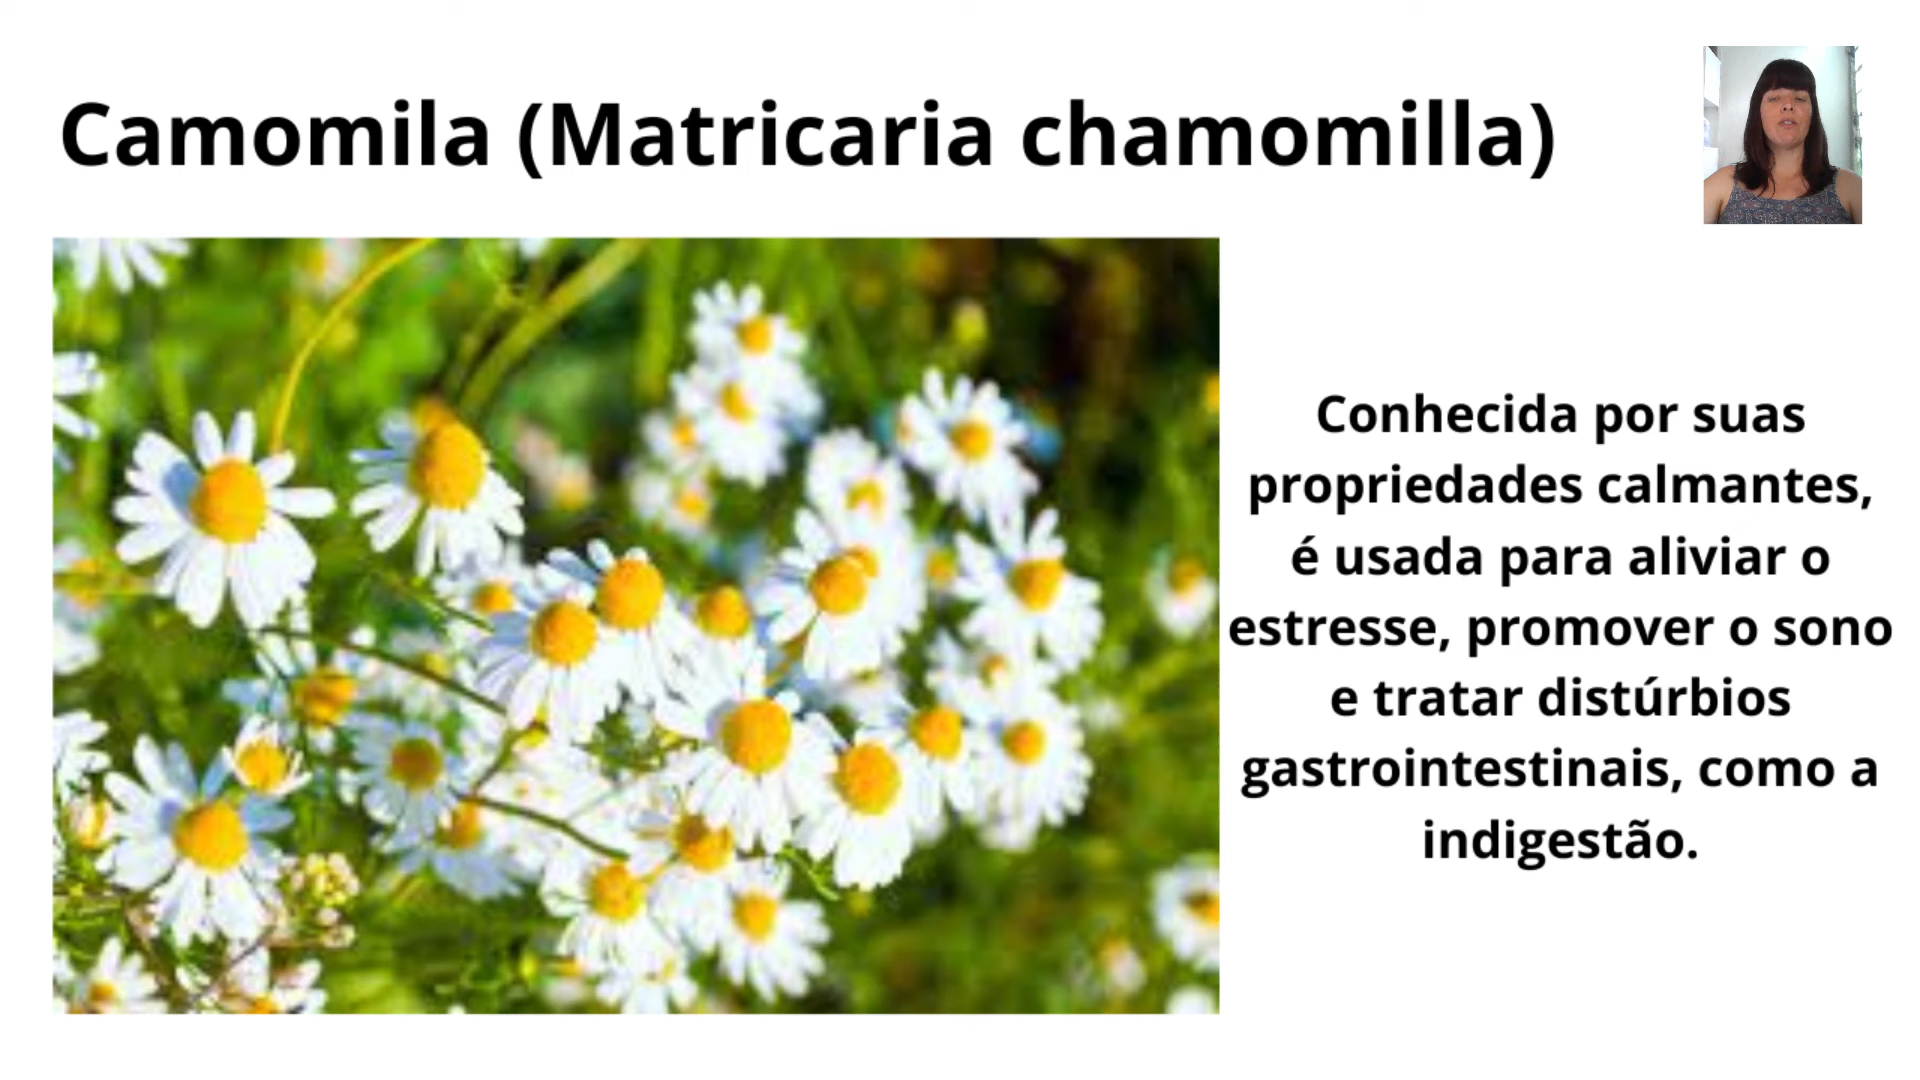 Camomila (Matricaria chamomilla)
Conhecida por suas
propriedades calmantes,
é usada para aliviar o
estresse, promover o sono
e tratar distúrbios
gastrointestinais, como a
indigestão.